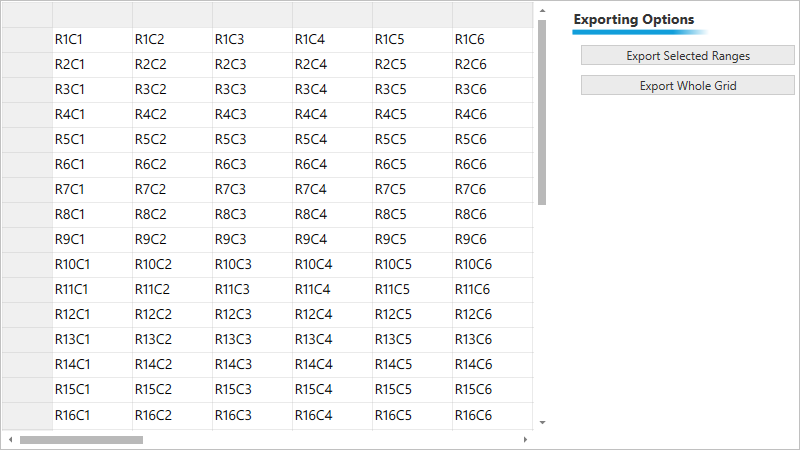 Exporting Options
Export Selected Ranges
Export Whole Grid
R1C1 R1C2 R1C3 R1C4 R1C5 R1C6
R2C1 R2C2 R2C3 R2C4 R2C5 R2C6
R3C1 R3C2 R3C3 R3C4 R3C5 R3C6
R4C1 R4C2 R4C3 R4C4 R4C5 R4C6
R5C1 R5C2 R5C3 R5C4 R5C5 R5C6
R6C1 R6C2 R6C3 R6C4 R6C5 R6C6
R7C1 R7C2 R7C3 R7C4 R7C5 R7C6
R8C1 R8C2 R8C3 R8C4 R8C5 R8C6
R9C1 R9C2 R9C3 R9C4 R9C5 R9C6
R10C1 R10C2 R10C3 R10C4 R10C5 R10C6
R11C1 R11C2 R11C3 R11C4 R11C5 R11C6
R12C1 R12C2 R12C3 R12C4 R12C5 R12C6
R13C1 R13C2 R13C3 R13C4 R13C5 R13C6
R14C1 R14C2 R14C3 R14C4 R14C5 R14C6
R15C1 R15C2 R15C3 R15C4 R15C5 R15C6
R16C1 R16C2 R16C3 R16C4 R16C5 R16C6